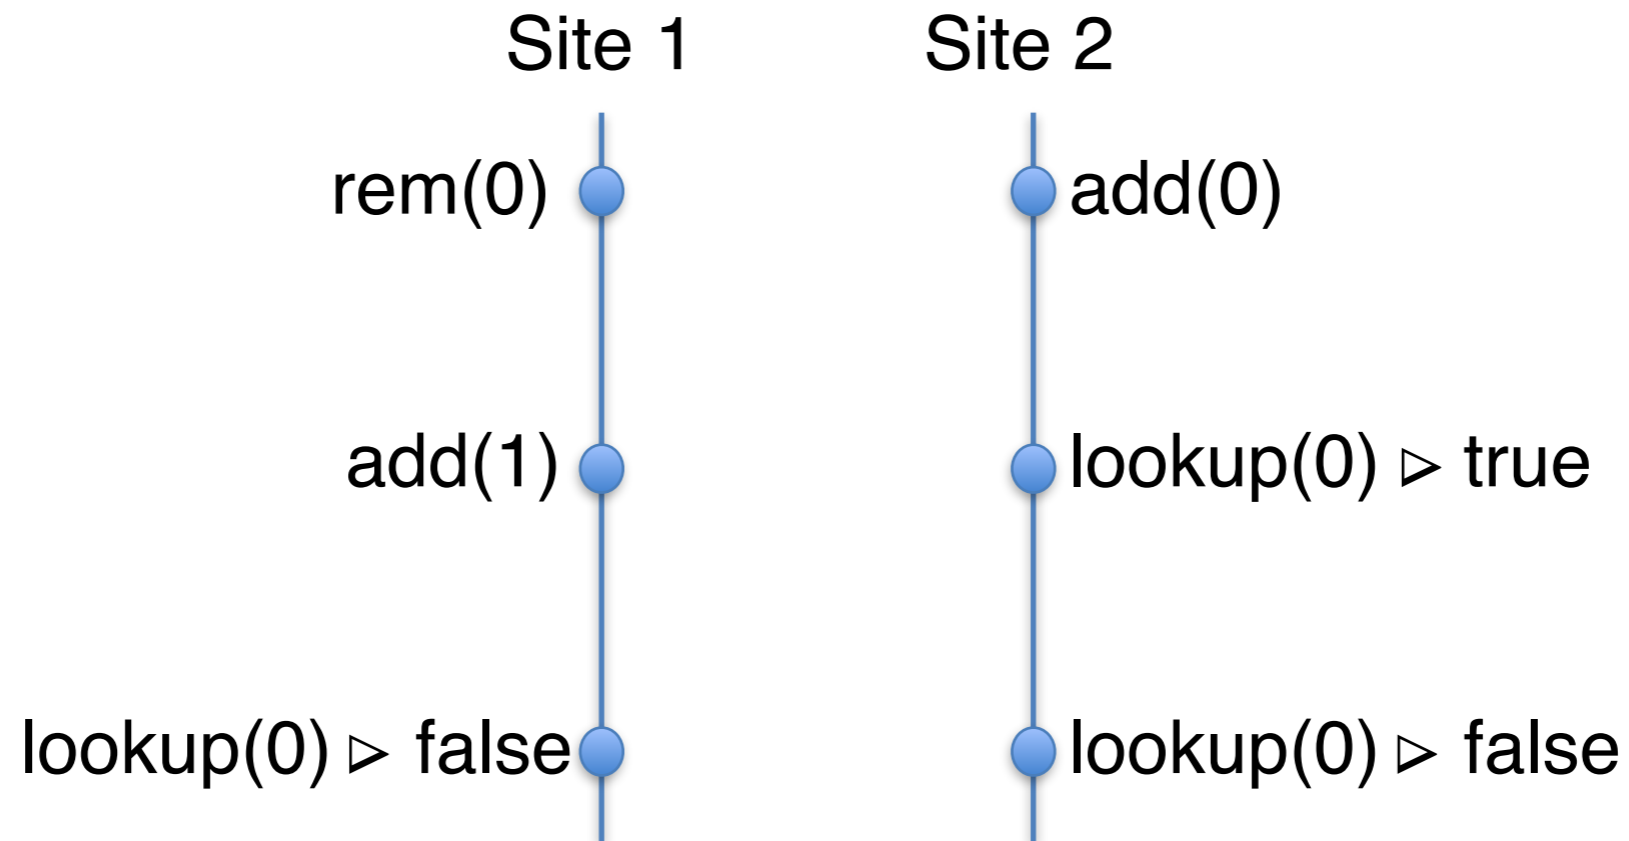 Site 1 Site 2
rem(0) add(0)
add(1) lookup(0) ▹ true
lookup(0) ▹ false lookup(0) ▹ false